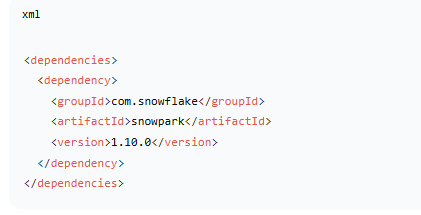 xml
<dependencies>
  <dependency>
    <groupId>com.snowflake</groupId>
    <artifactId>snowpark</artifactId>
    <version>1.10.0</version>
  </dependency>
</dependencies>